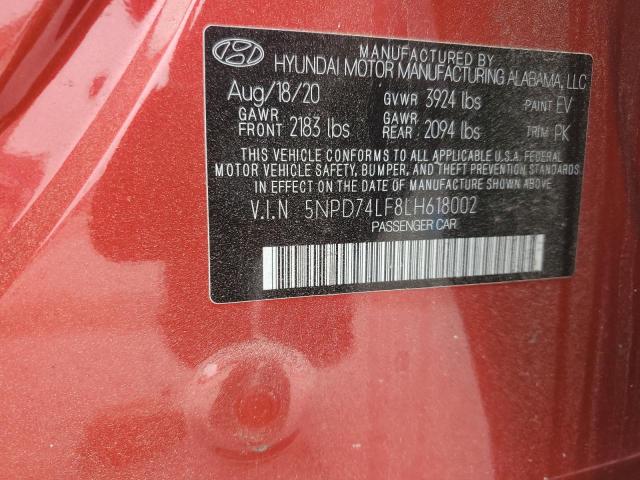 MANUFACTURED BY
HYUNDAI MOTOR MANUFACTURING ALABAMA, LLC
Aug/18/20 GVWR 3924 lbs PAINT EV
GAWR FRONT 2183 lbs GAWR REAR 2094 lbs TRIM PK
THIS VEHICLE CONFORMS TO ALL APPLICABLE U.S.A. FEDERAL
MOTOR VEHICLE SAFETY, BUMPER, AND THEFT PREVENTION STANDARDS
IN EFFECT ON THE DATE OF MANUFACTURE SHOWN ABOVE.
V.I.N 5NPD74LF8LH618002
PASSENGER CAR